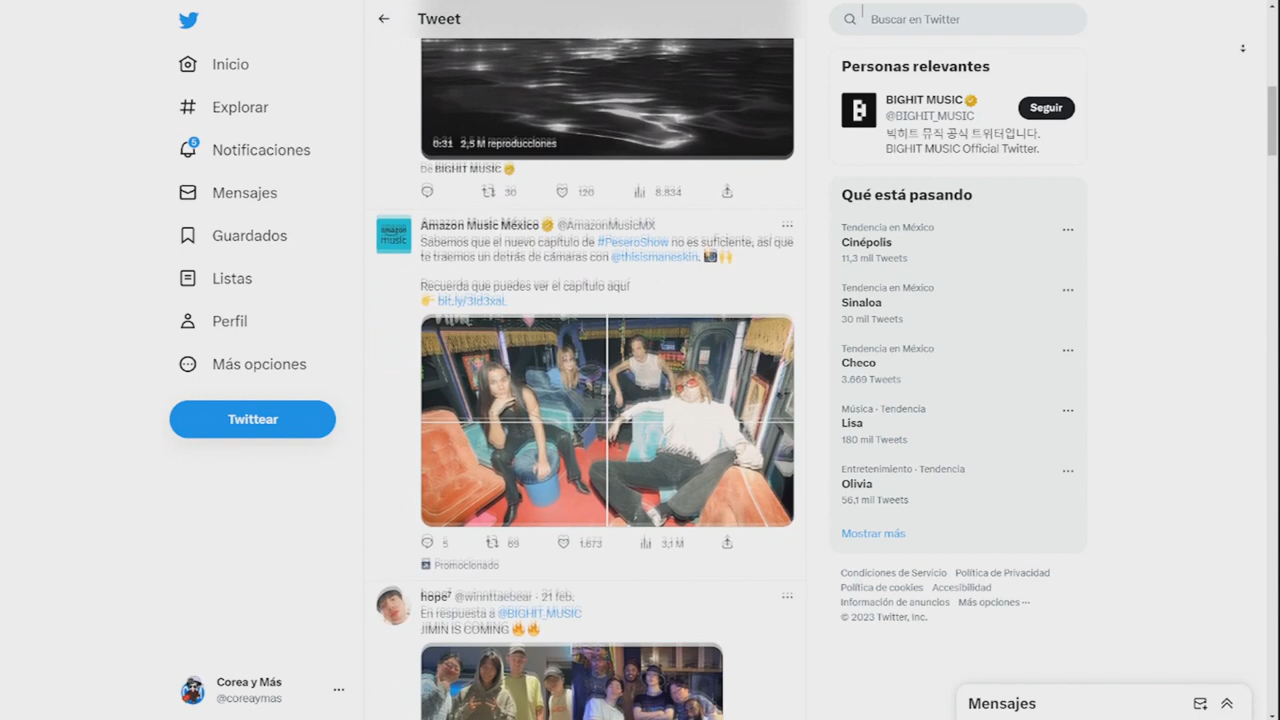 Inicio
Explorar
5
Notificaciones
Mensajes
Guardados
Listas
Perfil
Más opciones
Twittear
Corea y Más
@coreaymas
Tweet
0:31 2,5 M reproducciones
De BIGHIT MUSIC
30 120 8.834
amazon music
Amazon Music México @AmazonMusicMX
Sabemos que el nuevo capítulo de #PeseroShow no es suficiente, así que
te traemos un detrás de cámaras con @thisismaneskin. 📸🙌
Recuerda que puedes ver el capítulo aquí
👉
5 69 1.673 3,1 M
Promocionado
hope⁷ @winnttaebear · 21 feb.
En respuesta a @BIGHIT_MUSIC
JIMIN IS COMING 🔥🔥
Buscar en Twitter
Personas relevantes
BIGHIT MUSIC
@BIGHIT_MUSIC
Seguir
빅히트 뮤직 공식 트위터입니다.
BIGHIT MUSIC Official Twitter.
Qué está pasando
Tendencia en México
Cinépolis
11,3 mil Tweets
Tendencia en México
Sinaloa
30 mil Tweets
Tendencia en México
Checo
3.669 Tweets
Música · Tendencia
Lisa
180 mil Tweets
Entretenimiento · Tendencia
Olivia
56,1 mil Tweets
Mostrar más
Condiciones de Servicio Política de Privacidad
Política de cookies Accesibilidad
Información de anuncios Más opciones ···
© 2023 Twitter, Inc.
Mensajes